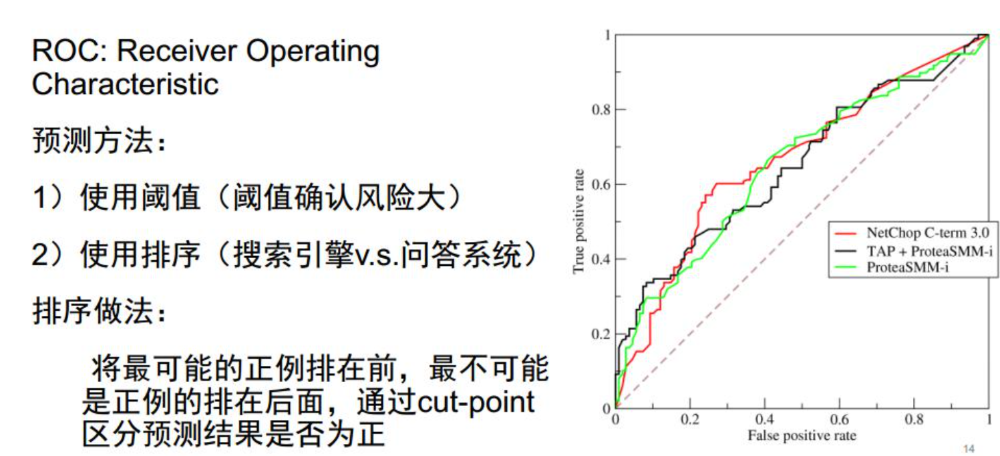 ROC: Receiver Operating
Characteristic
预测方法：
1）使用阈值（阈值确认风险大）
2）使用排序（搜索引擎v.s.问答系统）
排序做法：
将最可能的正例排在前，最不可能
是正例的排在后面，通过cut-point
区分预测结果是否为正
1
0.8
0.6
0.4
0.2
0
True positive rate
NetChop C-term 3.0
TAP + ProteaSMM-i
ProteaSMM-i
0 0.2 0.4 0.6 0.8 1
False positive rate
14